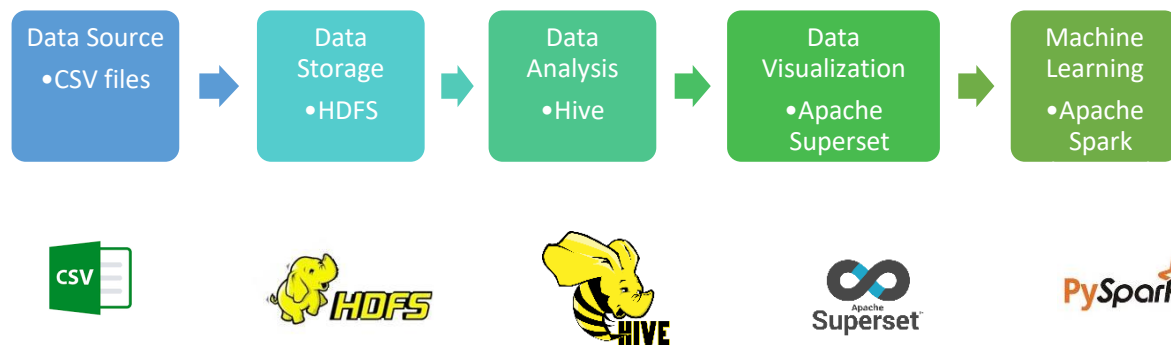 Data Source
•CSV files
Data
Storage
•HDFS
Data
Analysis
•Hive
Data
Visualization
•Apache
Superset
Machine
Learning
•Apache
Spark
CSV
HDFS
HIVE
Apache
Superset
PySpark